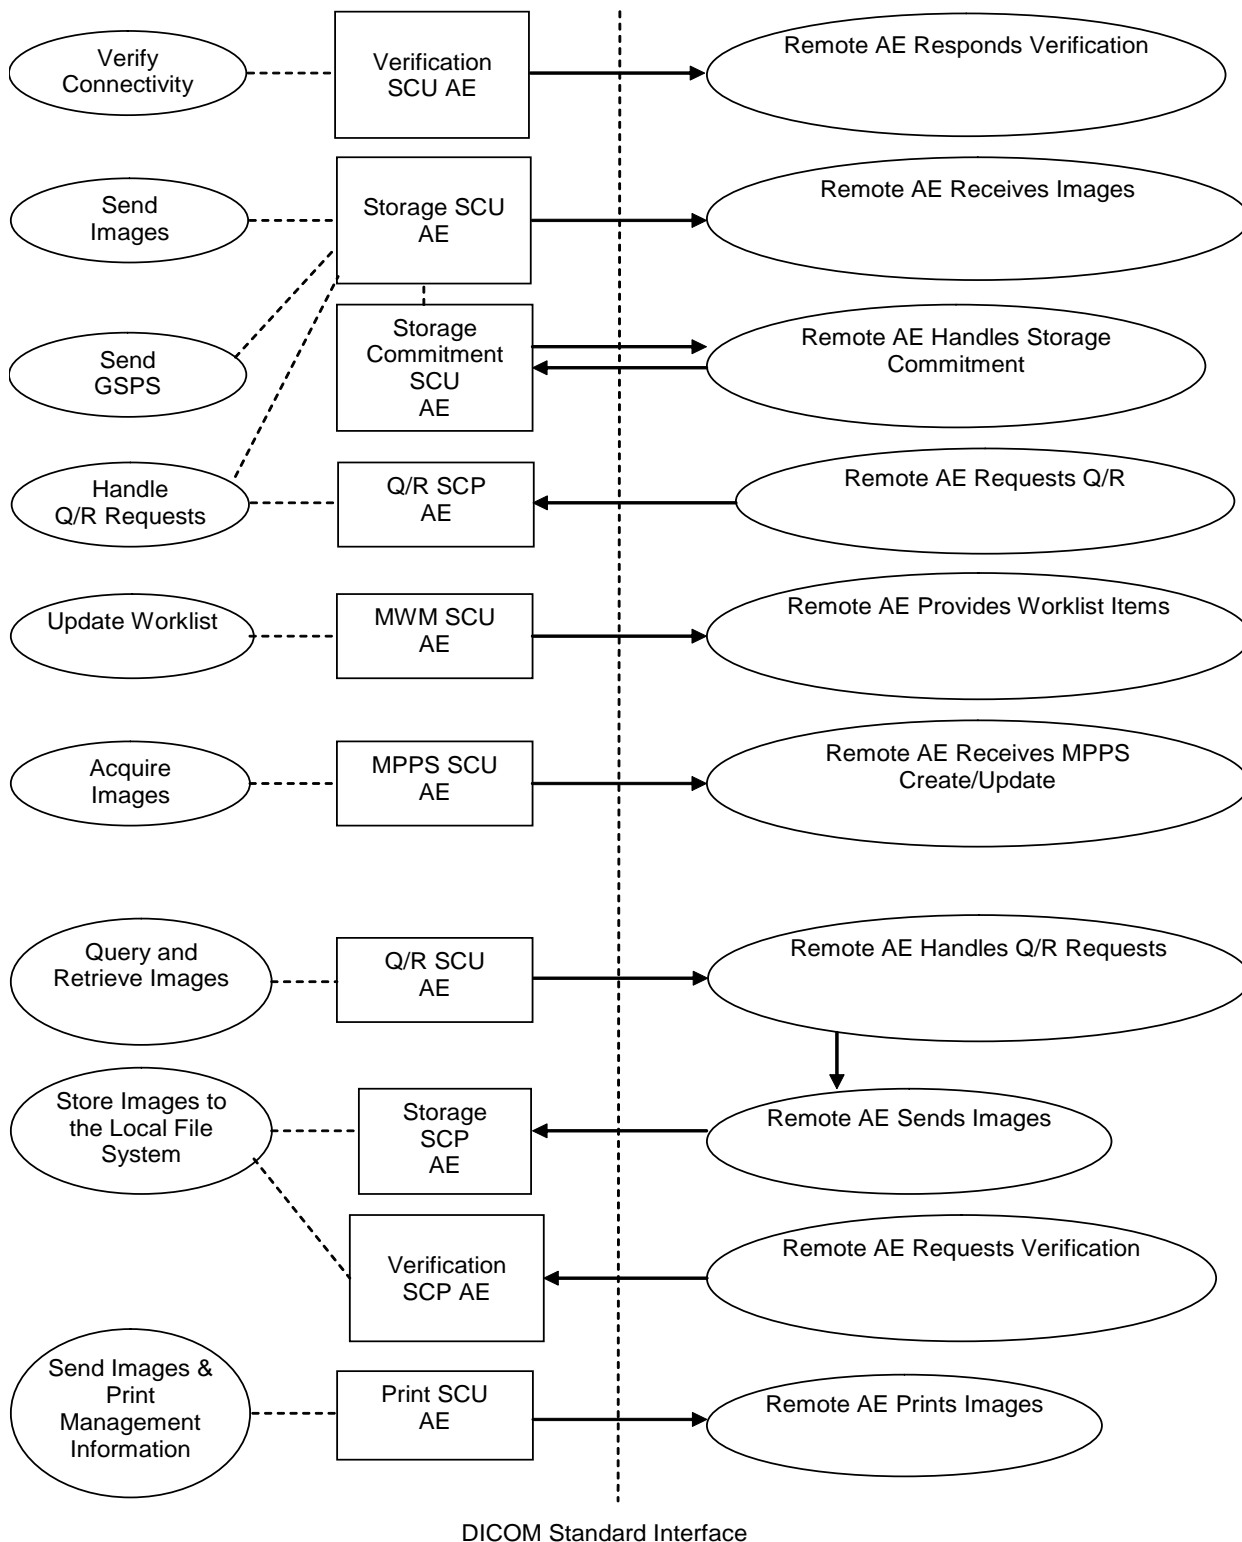 Verify
Connectivity
Verification
SCU AE
Remote AE Responds Verification
Send
Images
Storage SCU
AE
Remote AE Receives Images
Send
GSPS
Storage
Commitment
SCU
AE
Remote AE Handles Storage
Commitment
Handle
Q/R Requests
Q/R SCP
AE
Remote AE Requests Q/R
Update Worklist
MWM SCU
AE
Remote AE Provides Worklist Items
Acquire
Images
MPPS SCU
AE
Remote AE Receives MPPS
Create/Update
Query and
Retrieve Images
Q/R SCU
AE
Remote AE Handles Q/R Requests
Store Images to
the Local File
System
Storage
SCP
AE
Remote AE Sends Images
Verification
SCP AE
Remote AE Requests Verification
Send Images &
Print
Management
Information
Print SCU
AE
Remote AE Prints Images
DICOM Standard Interface